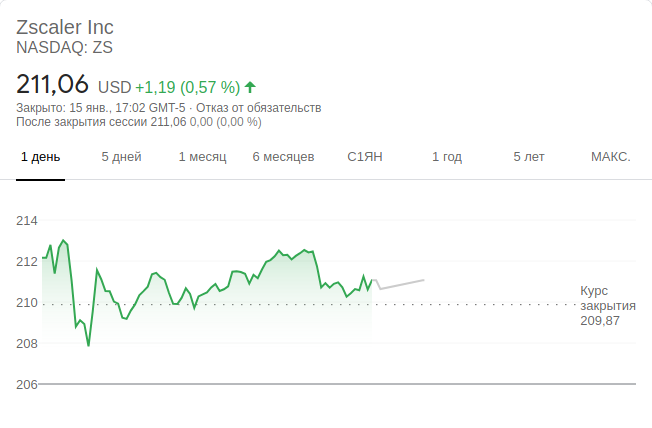 Zscaler Inc
NASDAQ: ZS
211,06 USD +1,19 (0,57 %)
Закрыто: 15 янв., 17:02 GMT-5 · Отказ от обязательств
После закрытия сессии 211,06 0,00 (0,00 %)
1 день 5 дней 1 месяц 6 месяцев С1ЯН 1 год 5 лет МАКС.
214
212
210
208
206
Курс
закрытия
209,87